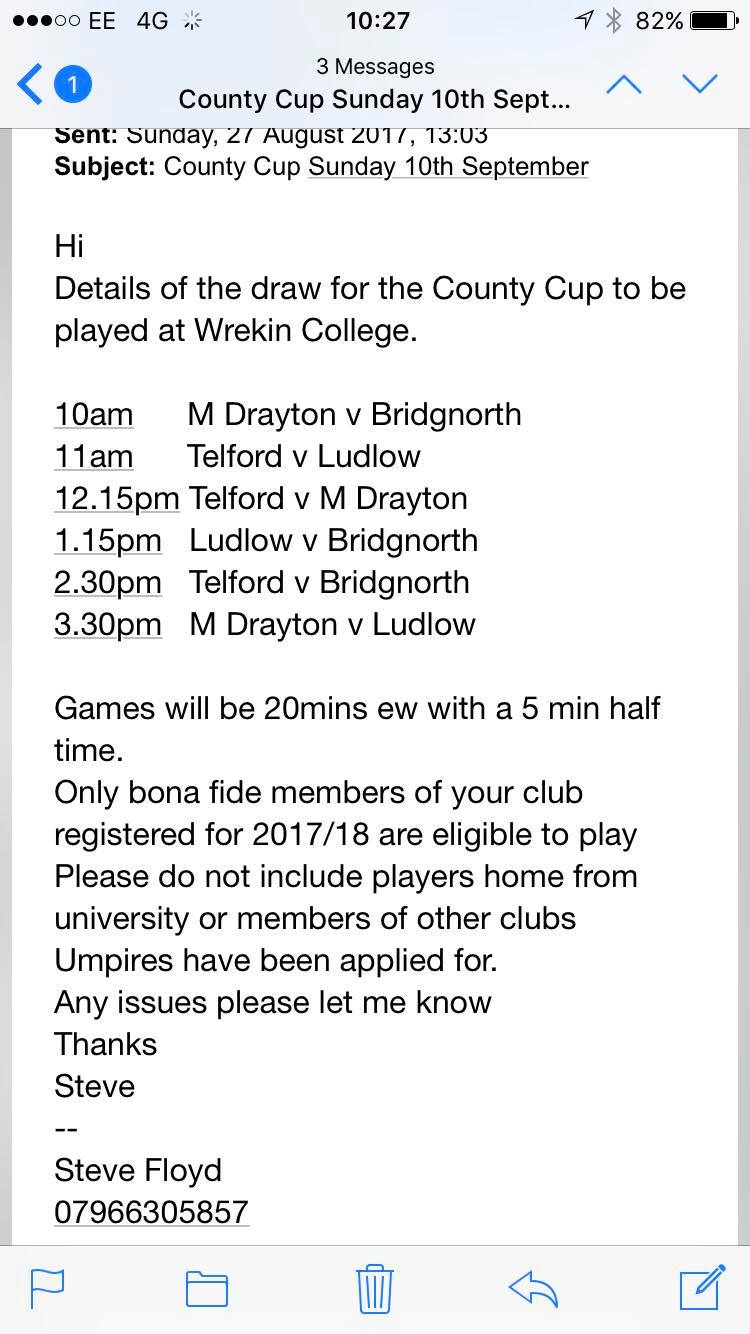 EE 4G 10:27 82%
1
3 Messages
County Cup Sunday 10th Sept...
Sent: Sunday, 27 August 2017, 13:03
Subject: County Cup Sunday 10th September
Hi
Details of the draw for the County Cup to be
played at Wrekin College.
10am M Drayton v Bridgnorth
11am Telford v Ludlow
12.15pm Telford v M Drayton
1.15pm Ludlow v Bridgnorth
2.30pm Telford v Bridgnorth
3.30pm M Drayton v Ludlow
Games will be 20mins ew with a 5 min half
time.
Only bona fide members of your club
registered for 2017/18 are eligible to play
Please do not include players home from
university or members of other clubs
Umpires have been applied for.
Any issues please let me know
Thanks
Steve
--
Steve Floyd
07966305857